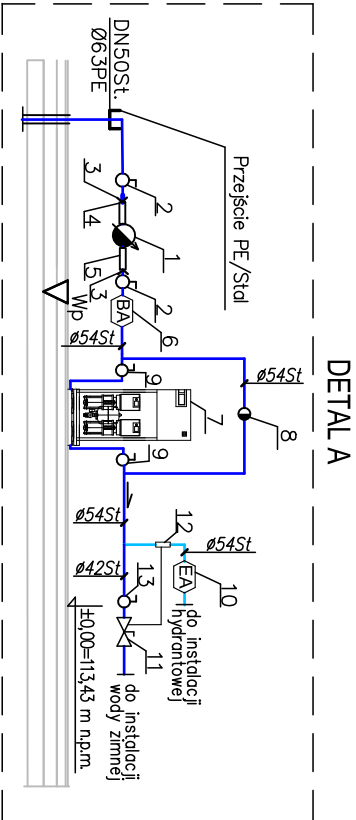 DETAL A
DN50St.
Ø63PE
Przejście PE/Stal
3
4
2
1
5
3
2
BA
6
Wp
ø54St
9
7
9
ø54St
8
ø54St
ø42St
12
ø54St
EA
10
do instalacji
hydrantowej
13
11
do instalacji
wody zimnej
±0,00=113,43 m n.p.m.